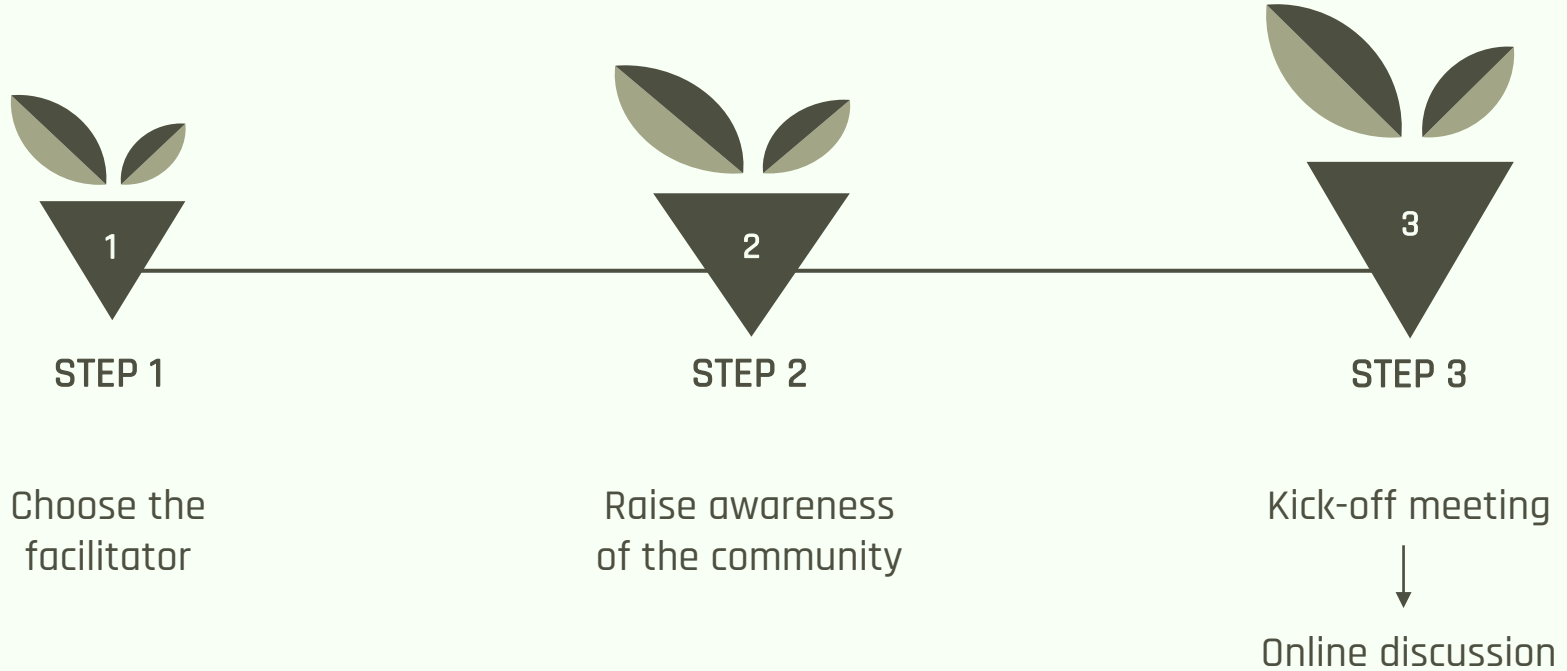 1
2
3
STEP 1
STEP 2
STEP 3
Choose the
facilitator
Raise awareness
of the community
Kick-off meeting
Online discussion